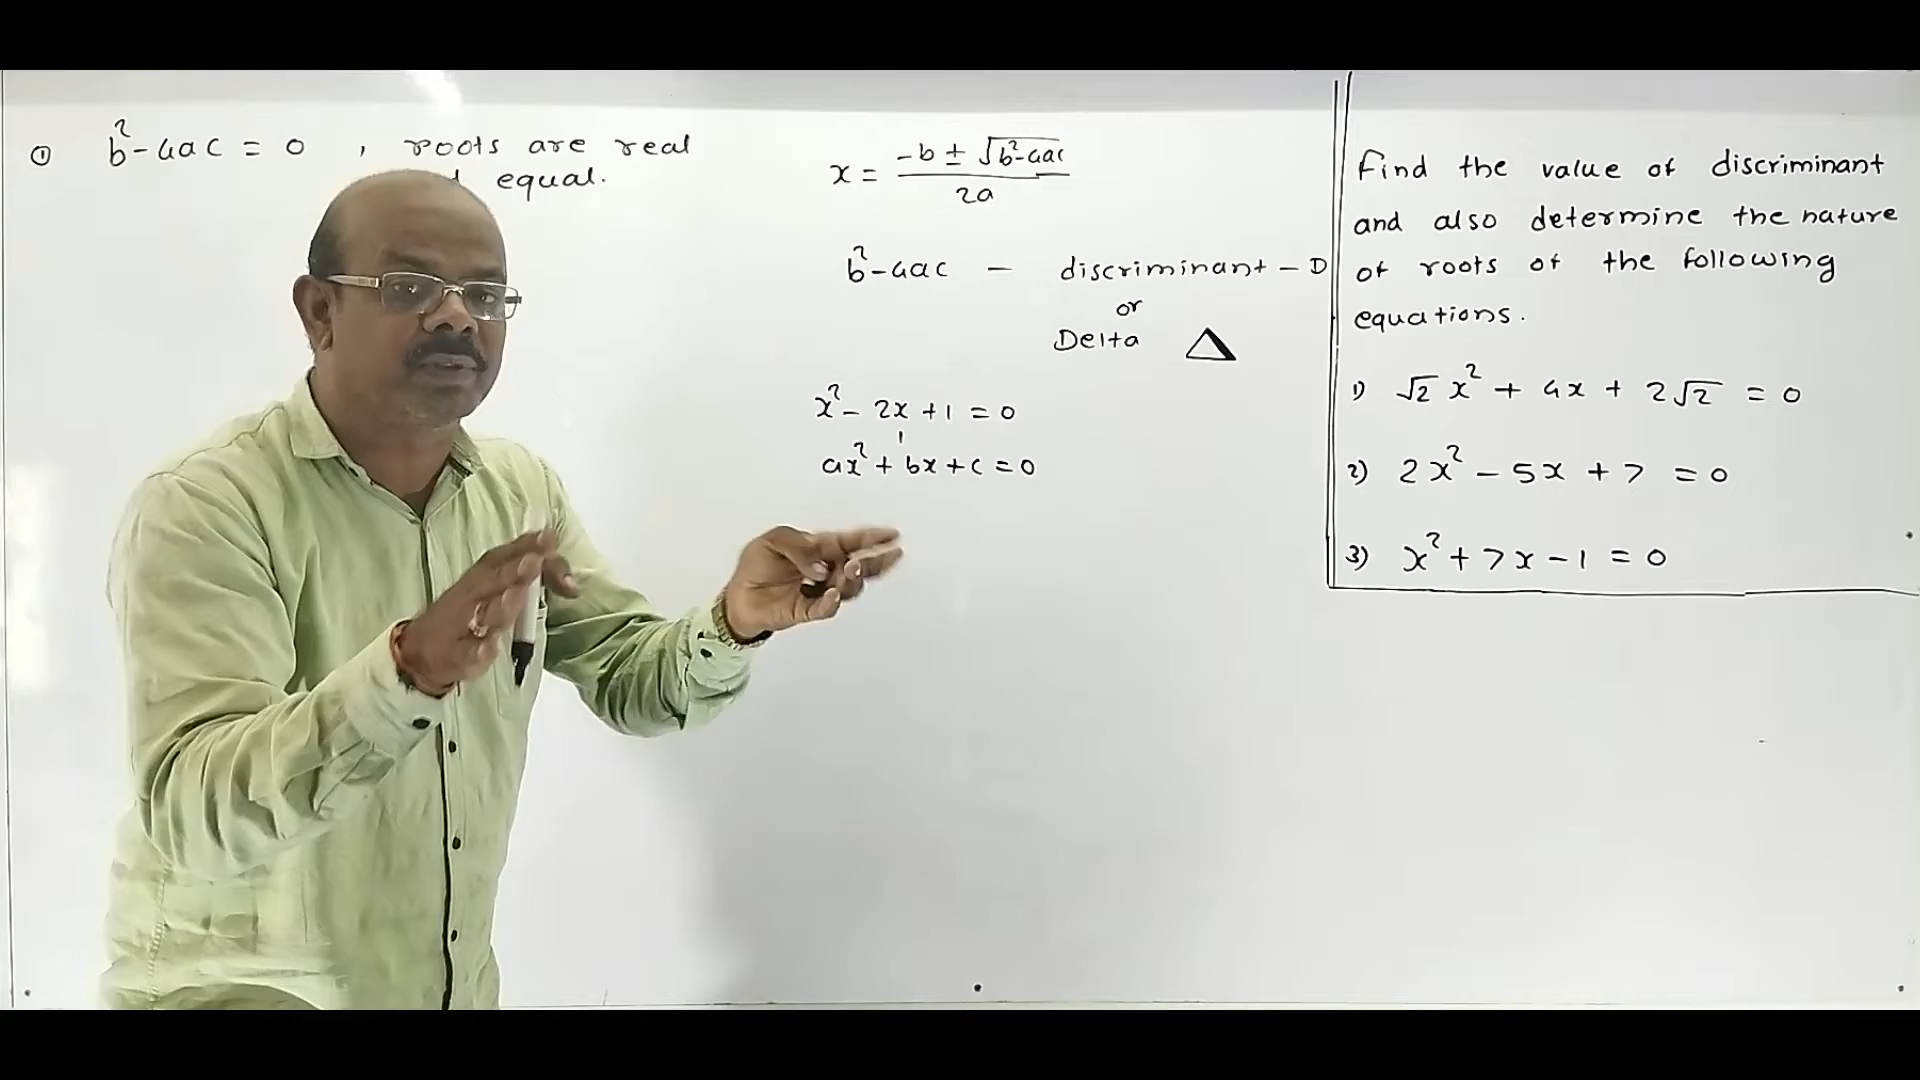 ① b²-4ac = 0 , roots are real
equal.
x = -b ± √b²-4ac / 2a
b²-4ac — discriminant - D
or
Delta △
x² - 2x + 1 = 0
ax² + bx + c = 0
Find the value of discriminant
and also determine the nature
of roots of the following
equations.
1) √2 x² + 4x + 2√2 = 0
2) 2x² - 5x + 7 = 0
3) x² + 7x - 1 = 0